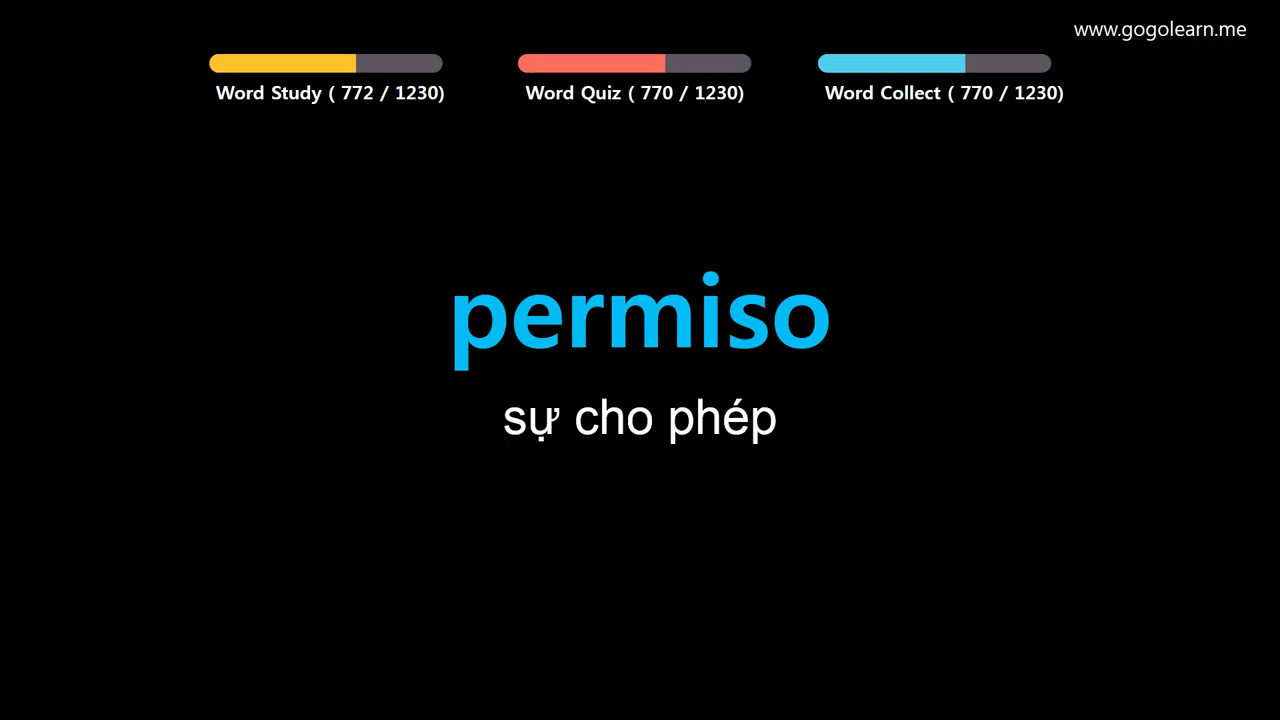 www.gogolearn.me
Word Study ( 772 / 1230)
Word Quiz ( 770 / 1230)
Word Collect ( 770 / 1230)
permiso
sự cho phép